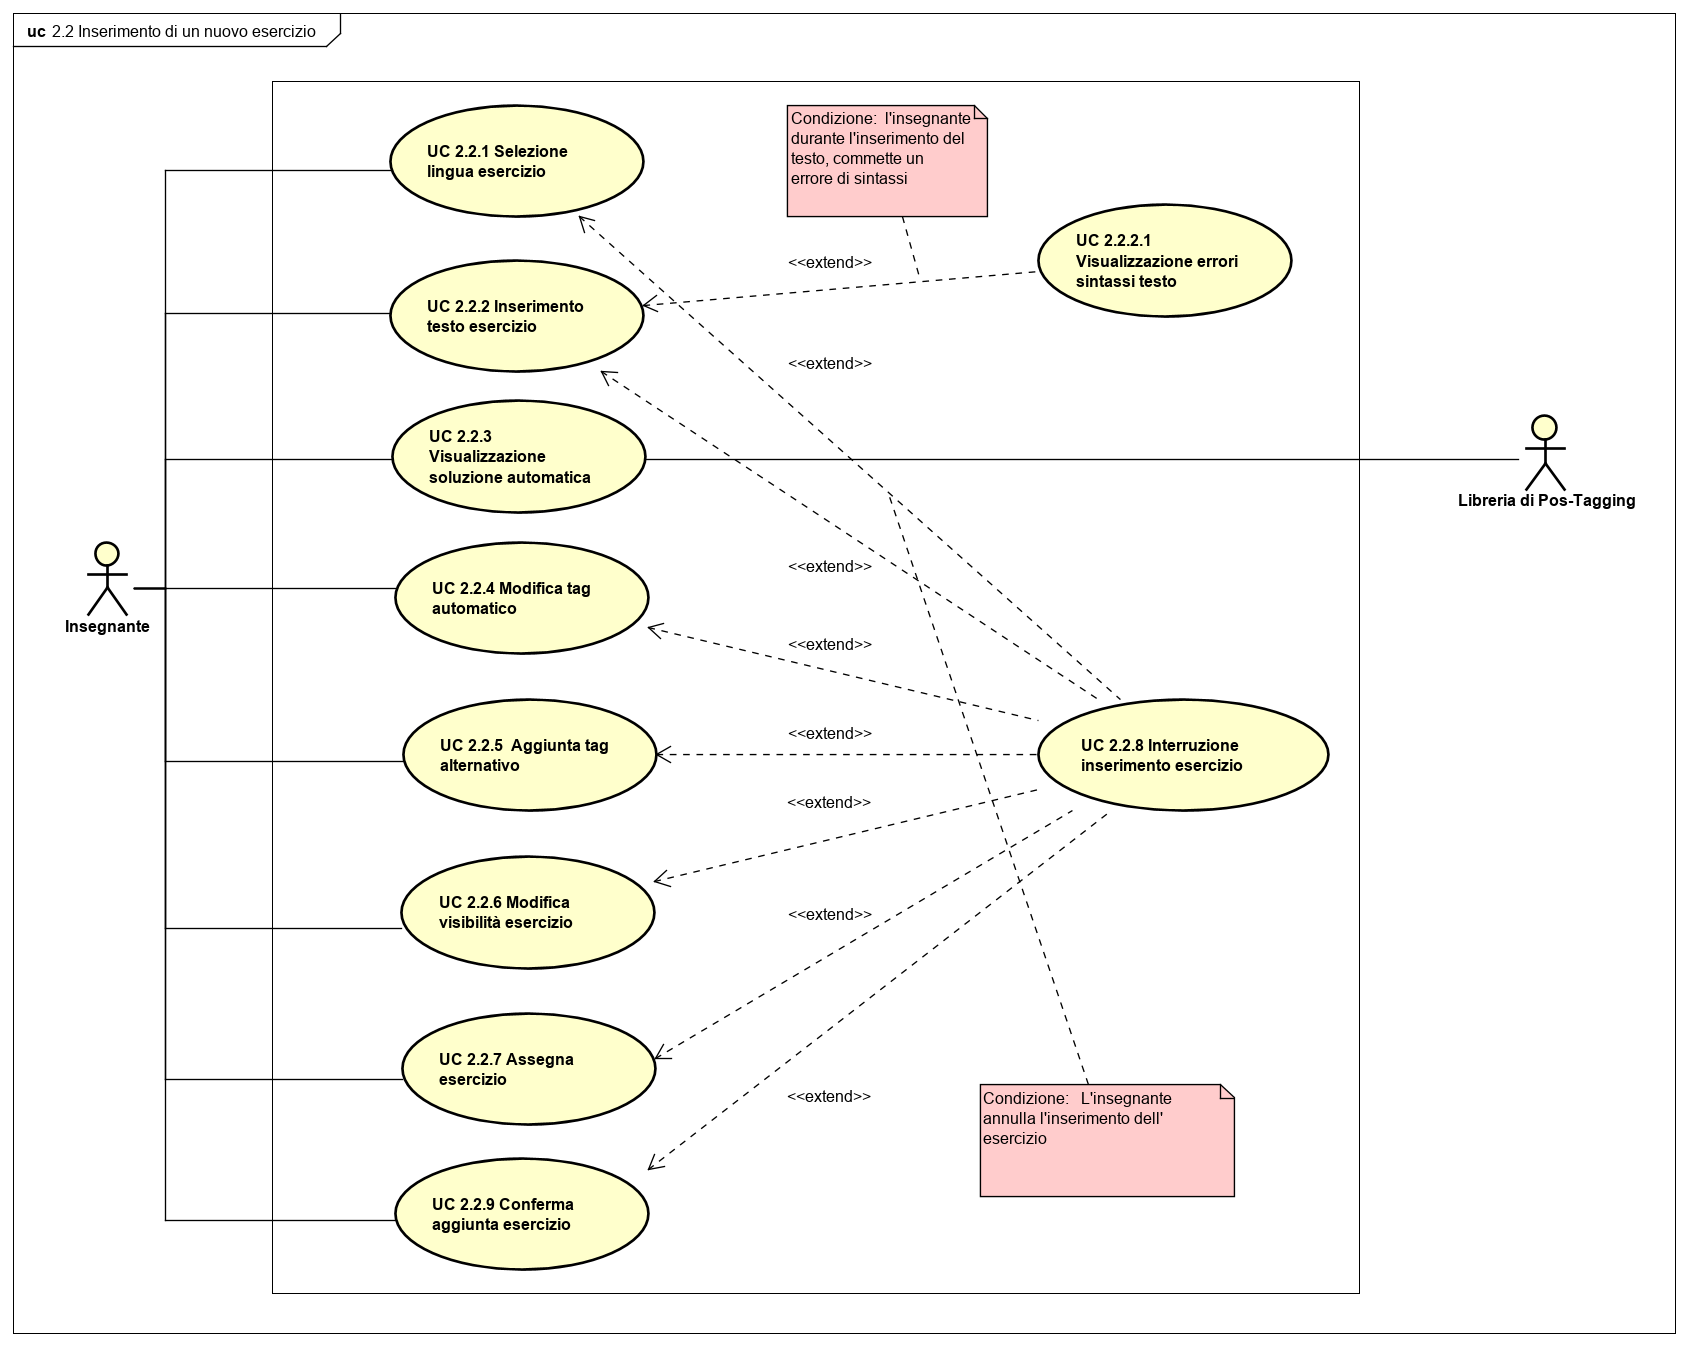 uc 2.2 Inserimento di un nuovo esercizio
UC 2.2.1 Selezione
lingua esercizio
Condizione:  l'insegnante
durante l'inserimento del
testo, commette un
errore di sintassi
UC 2.2.2.1
Visualizzazione errori
sintassi testo
<<extend>>
UC 2.2.2 Inserimento
testo esercizio
<<extend>>
UC 2.2.3
Visualizzazione
soluzione automatica
Libreria di Pos-Tagging
<<extend>>
UC 2.2.4 Modifica tag
automatico
Insegnante
<<extend>>
<<extend>>
UC 2.2.5  Aggiunta tag
alternativo
UC 2.2.8 Interruzione
inserimento esercizio
<<extend>>
UC 2.2.6 Modifica
visibilità esercizio
<<extend>>
UC 2.2.7 Assegna
esercizio
<<extend>>
Condizione:   L'insegnante
annulla l'inserimento dell'
esercizio
UC 2.2.9 Conferma
aggiunta esercizio